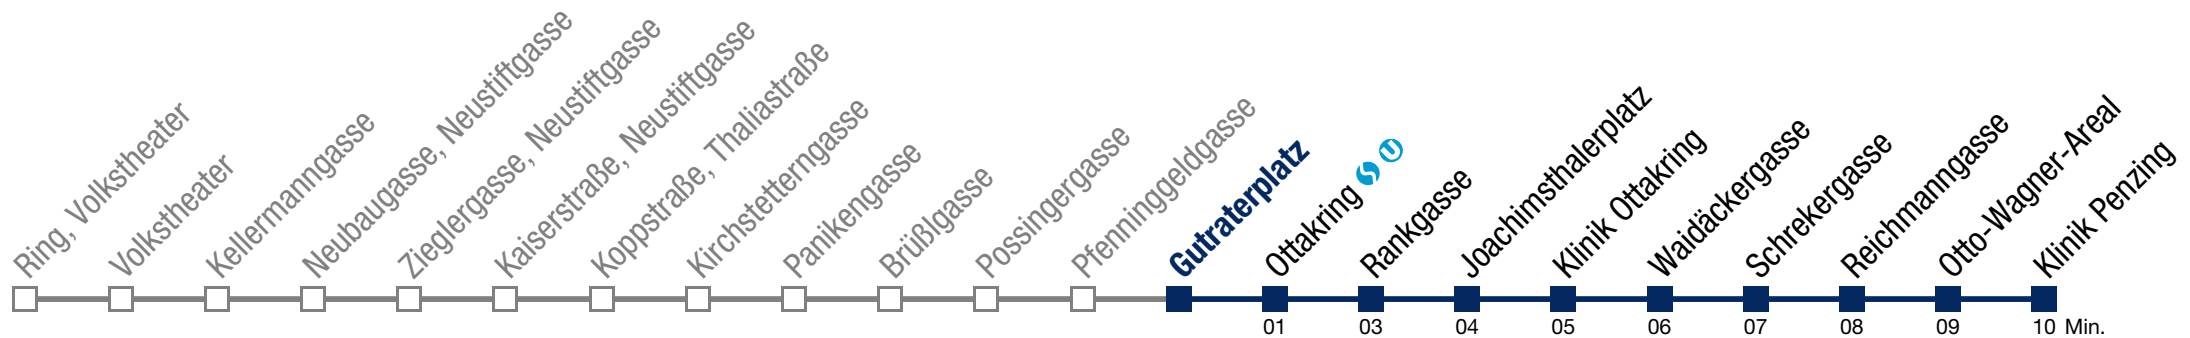 Ring, Volkstheater
Volkstheater
Kellermanngasse
Neubaugasse, Neustiftgasse
Zieglergasse, Neustiftgasse
Kaiserstraße, Neustiftgasse
Koppstraße, Thaliastraße
Kirchstetterngasse
Panikengasse
Brüßlgasse
Possingergasse
Pfenninggeldgasse
Gutraterplatz
Ottakring S U
Rankgasse
Joachimsthalerplatz
Klinik Ottakring
Waidäckergasse
Schrekergasse
Reichmanngasse
Otto-Wagner-Areal
Klinik Penzing
01 03 04 05 06 07 08 09 10 Min.